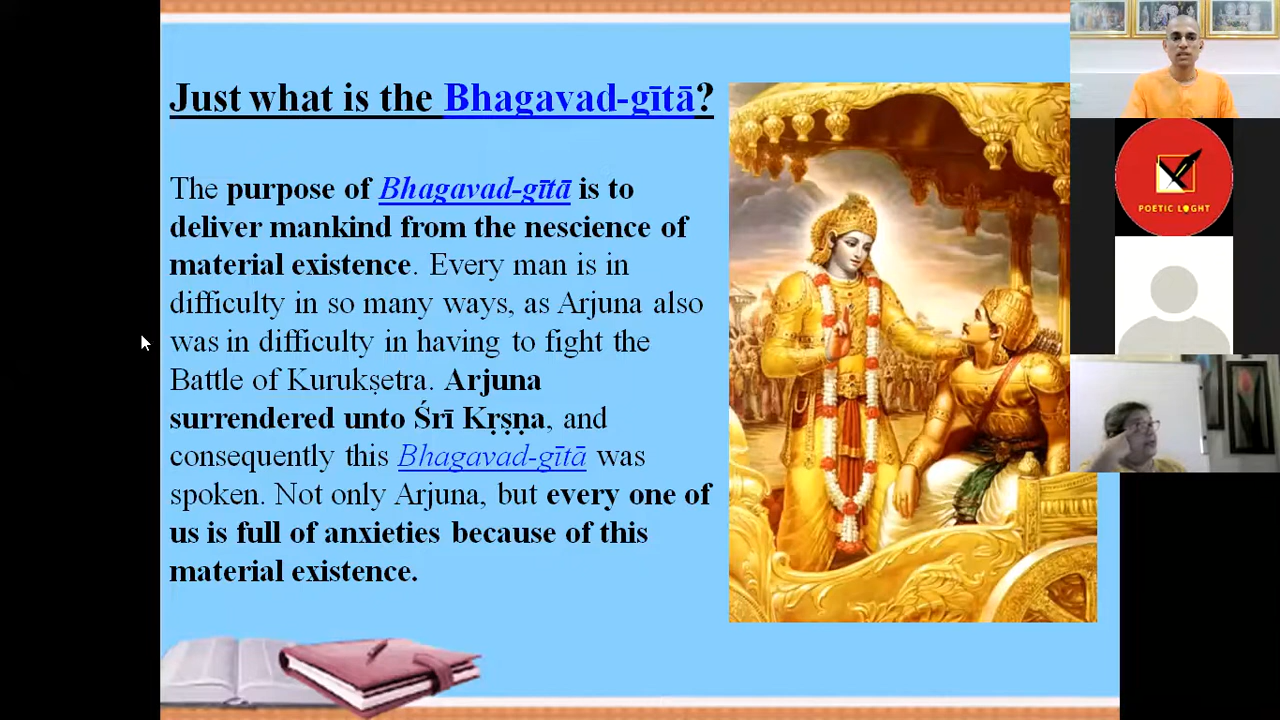 Just what is the Bhagavad-gītā?
The purpose of Bhagavad-gītā is to
deliver mankind from the nescience of
material existence. Every man is in
difficulty in so many ways, as Arjuna also
was in difficulty in having to fight the
Battle of Kurukṣetra. Arjuna
surrendered unto Śrī Kṛṣṇa, and
consequently this Bhagavad-gītā was
spoken. Not only Arjuna, but every one of
us is full of anxieties because of this
material existence.
POETIC LIGHT